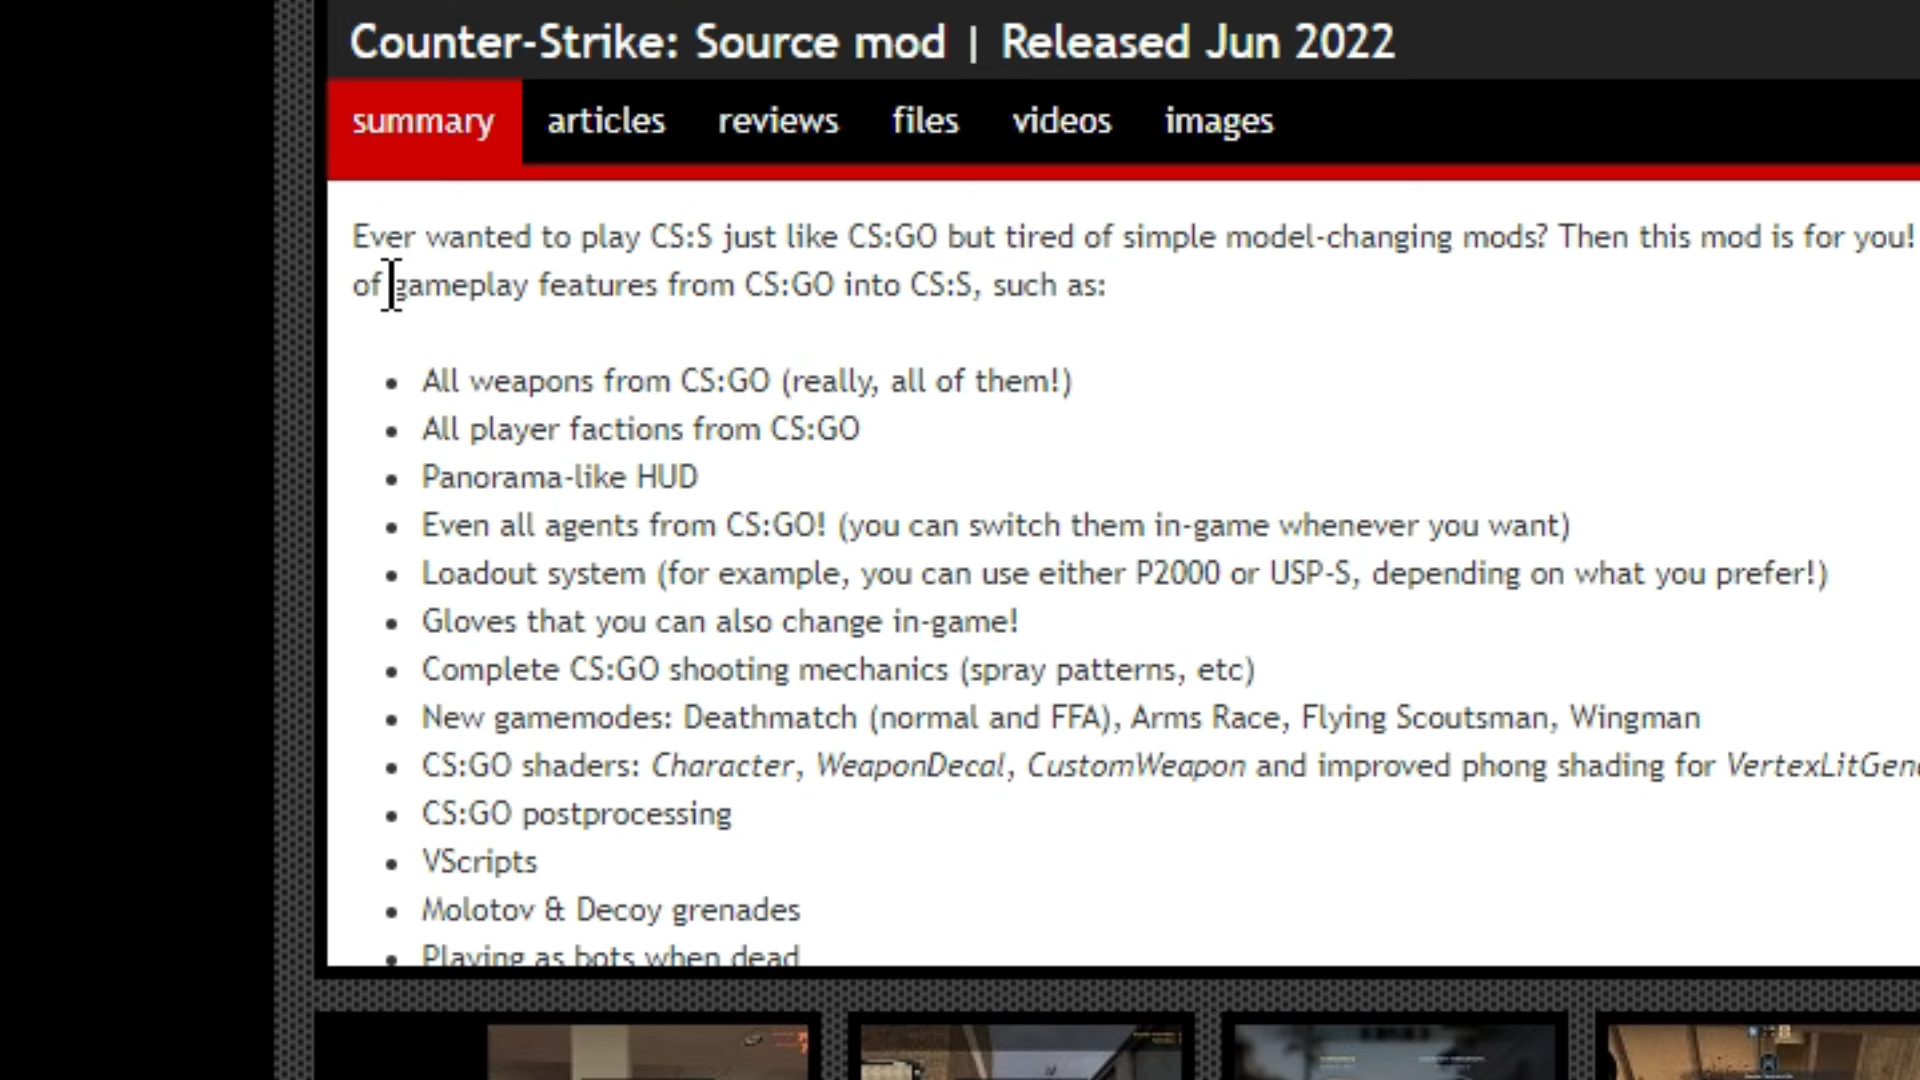 Counter-Strike: Source mod | Released Jun 2022
summary articles reviews files videos images
Ever wanted to play CS:S just like CS:GO but tired of simple model-changing mods? Then this mod is for you!
of gameplay features from CS:GO into CS:S, such as:
• All weapons from CS:GO (really, all of them!)
• All player factions from CS:GO
• Panorama-like HUD
• Even all agents from CS:GO! (you can switch them in-game whenever you want)
• Loadout system (for example, you can use either P2000 or USP-S, depending on what you prefer!)
• Gloves that you can also change in-game!
• Complete CS:GO shooting mechanics (spray patterns, etc)
• New gamemodes: Deathmatch (normal and FFA), Arms Race, Flying Scoutsman, Wingman
• CS:GO shaders: Character, WeaponDecal, CustomWeapon and improved phong shading for
• CS:GO postprocessing
• VScripts
• Molotov & Decoy grenades
• Playing as bots when dead